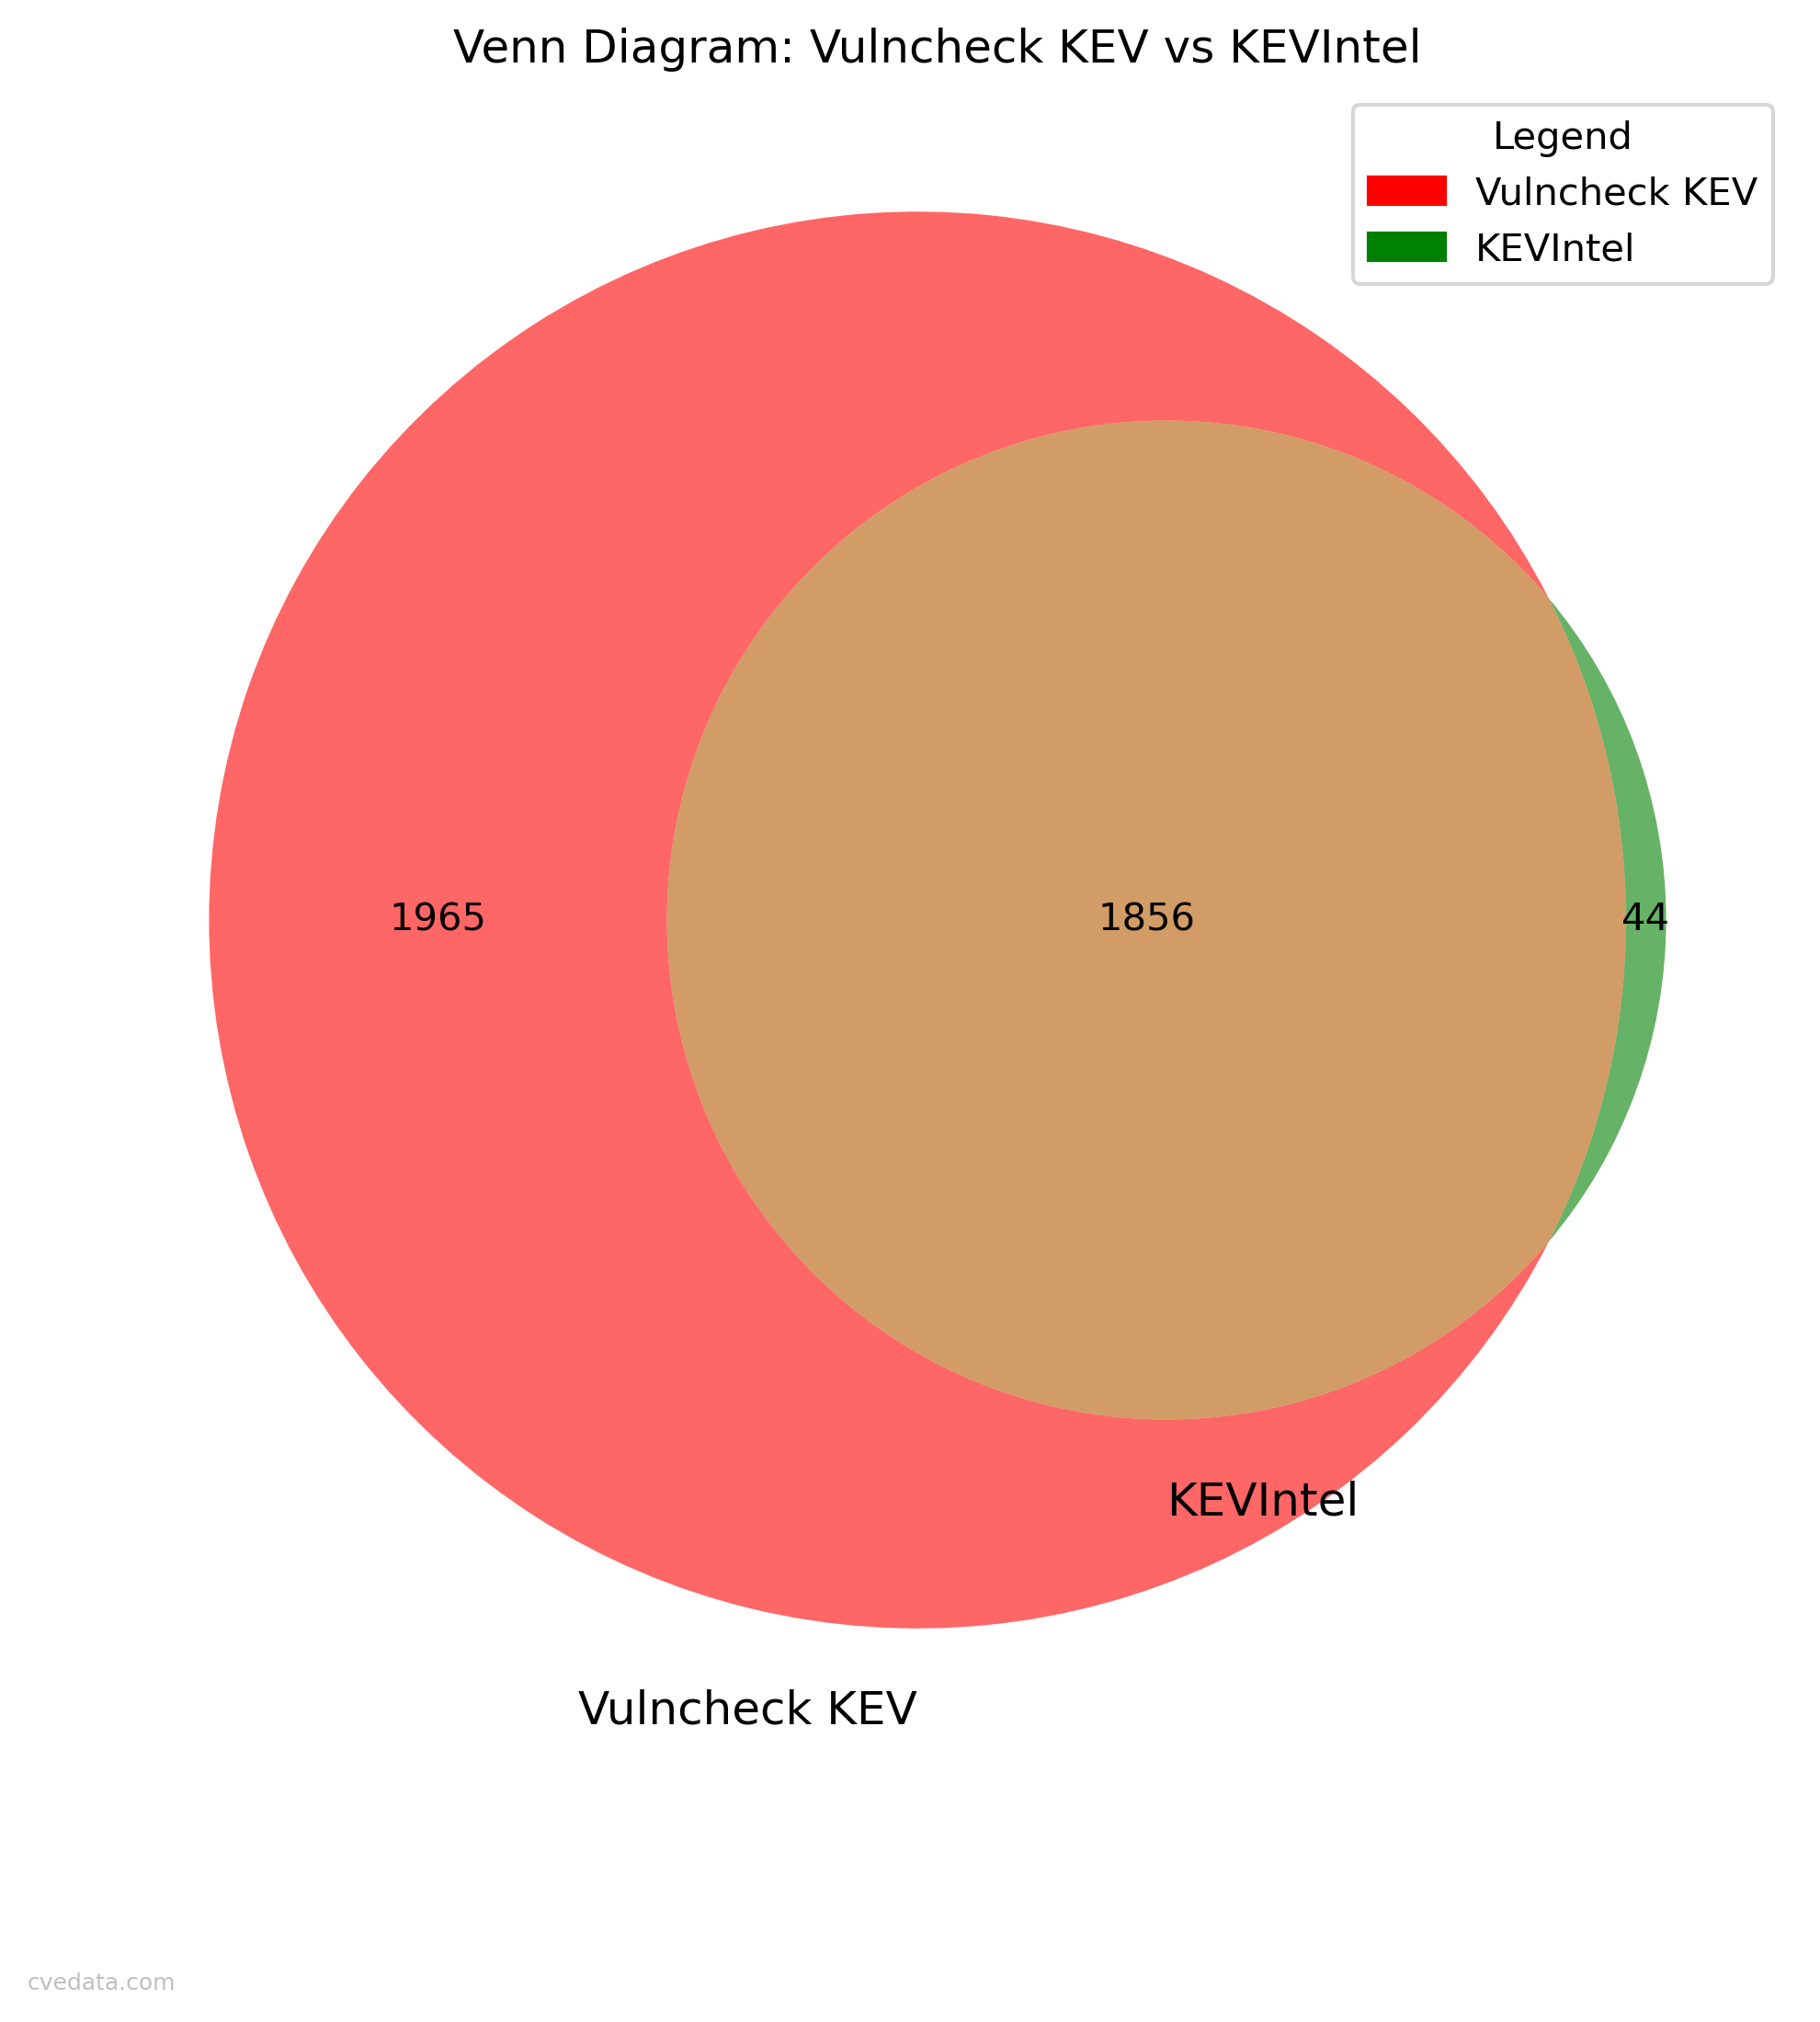 Venn Diagram: Vulncheck KEV vs KEVIntel
Legend
Vulncheck KEV
KEVIntel
1965
1856
44
KEVIntel
Vulncheck KEV
cvedata.com